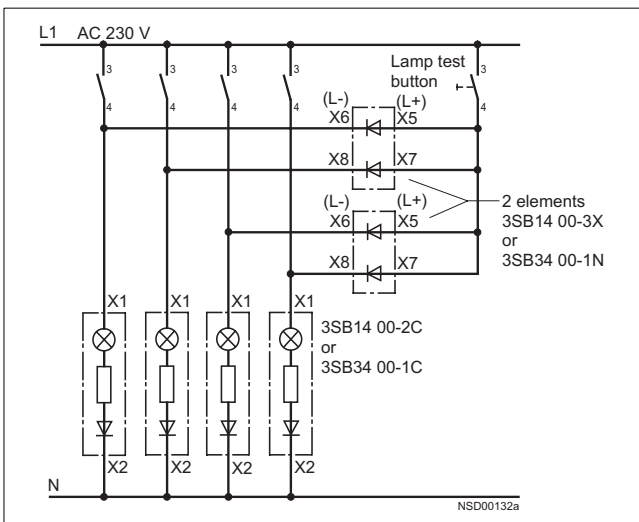 L1 AC 230 V
Lamp test
button
3 3 3 3 3
4 4 4 4 4
(L-) (L+)
X6 X5
X8 X7
2 elements
3SB14 00-3X
or
3SB34 00-1N
(L-) (L+)
X6 X5
X8 X7
X1 X1 X1 X1
3SB14 00-2C
or
3SB34 00-1C
X2 X2 X2 X2
N
NSD00132a